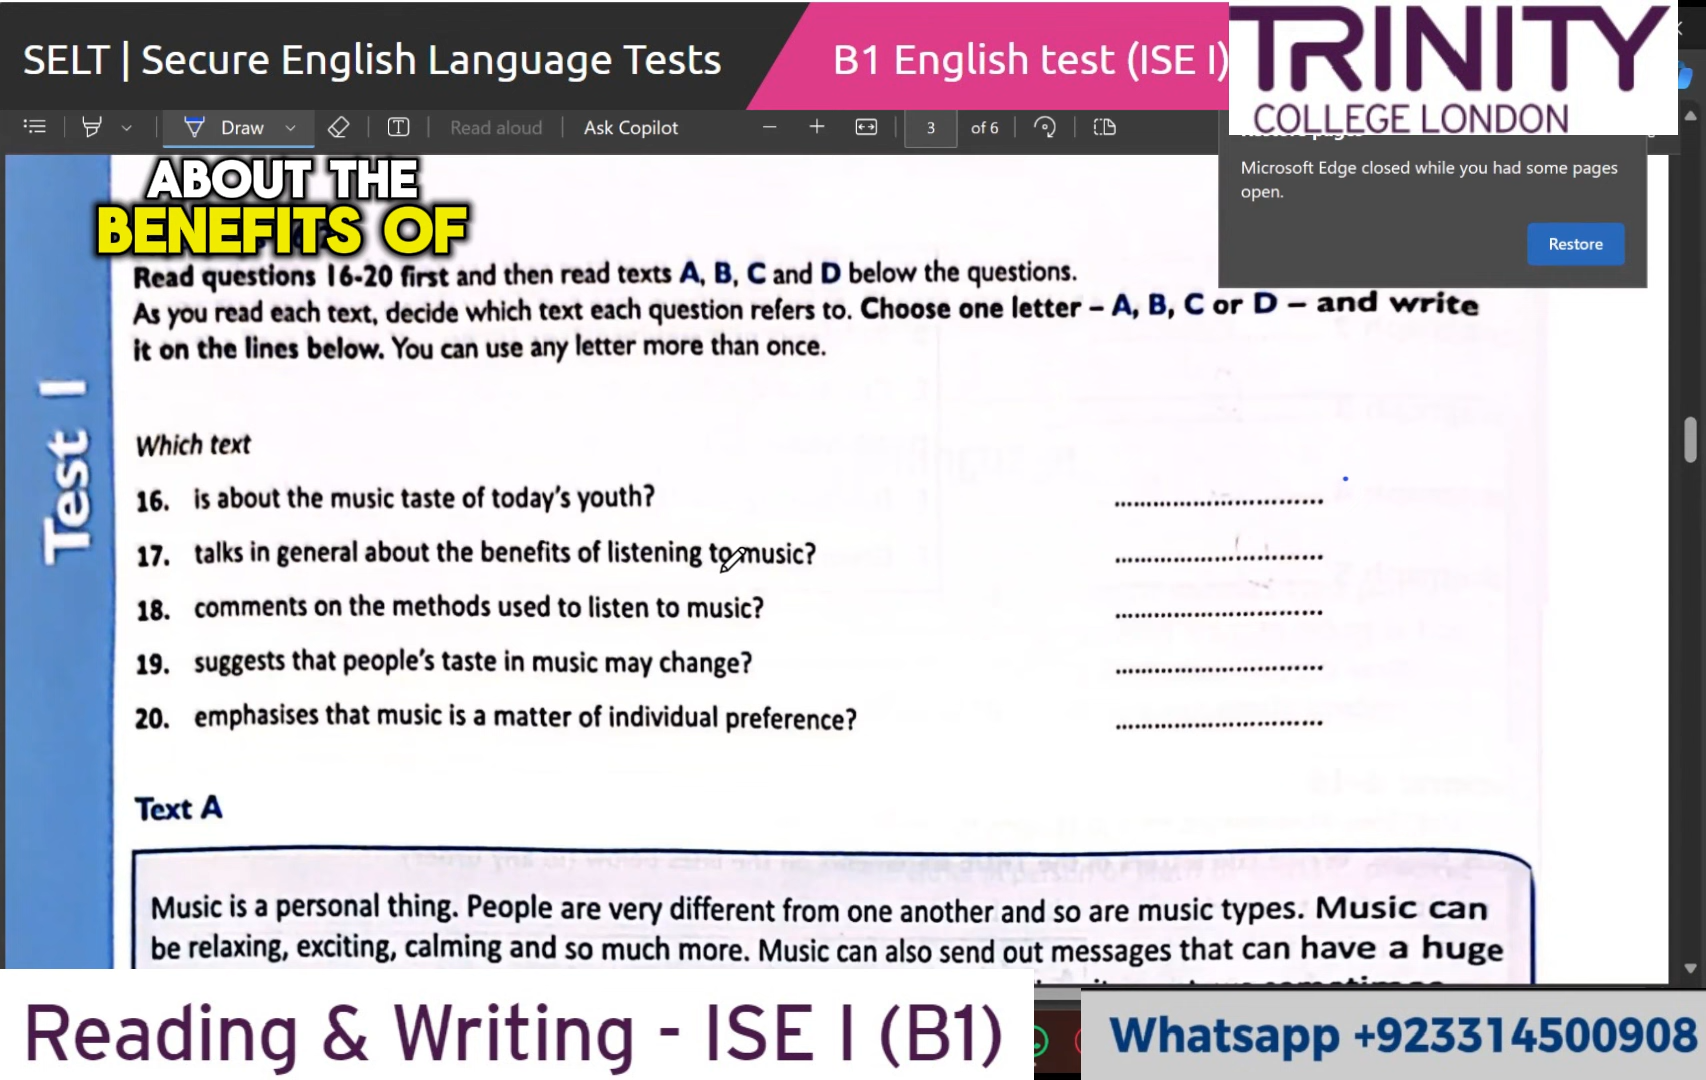 SELT | Secure English Language Tests
B1 English test (ISE I)
TRINITY
COLLEGE LONDON
Draw
Read aloud
Ask Copilot
3
of 6
Microsoft Edge closed while you had some pages
open.
Restore
ABOUT THE
BENEFITS OF
Read questions 16-20 first and then read texts A, B, C and D below the questions.
As you read each text, decide which text each question refers to. Choose one letter – A, B, C or D – and write
it on the lines below. You can use any letter more than once.
Test 1
Which text
16. is about the music taste of today's youth? ..............................
17. talks in general about the benefits of listening to music? ..............................
18. comments on the methods used to listen to music? ..............................
19. suggests that people's taste in music may change? ..............................
20. emphasises that music is a matter of individual preference? ..............................
Text A
Music is a personal thing. People are very different from one another and so are music types. Music can
be relaxing, exciting, calming and so much more. Music can also send out messages that can have a huge
Reading & Writing - ISE I (B1)
Whatsapp +923314500908